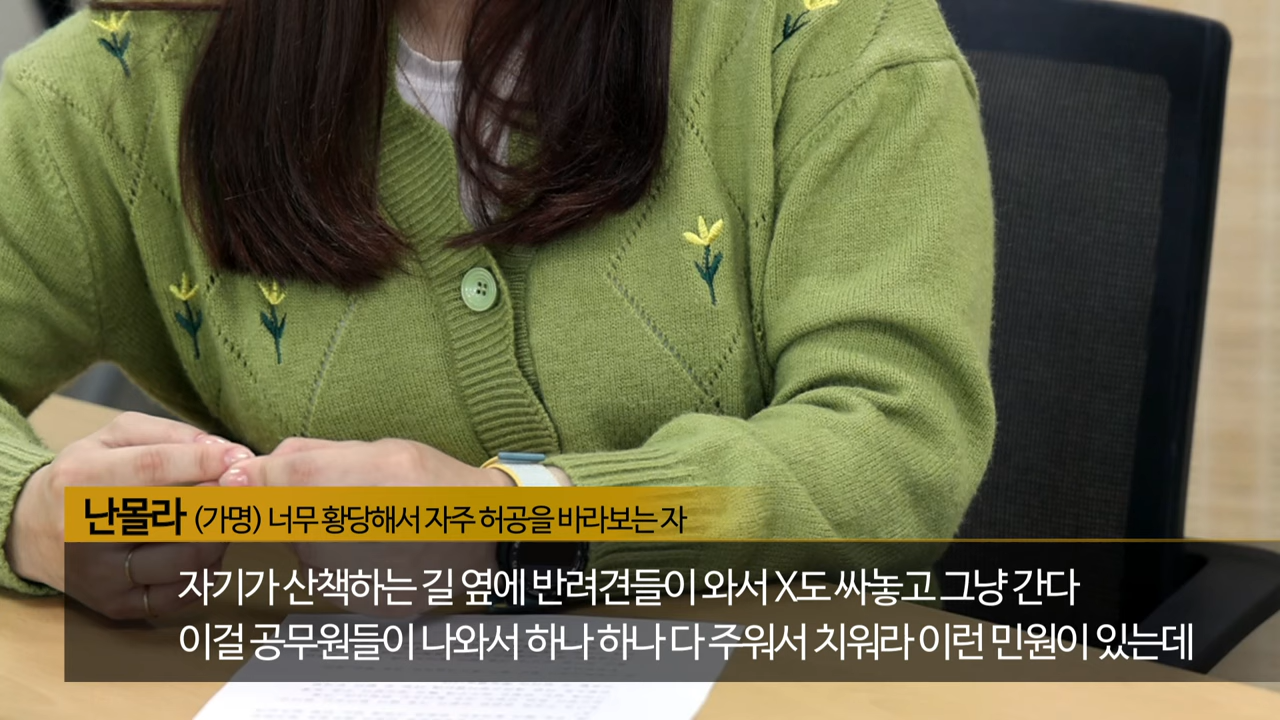 난몰라 (가명) 너무 황당해서 자주 허공을 바라보는 자
자기가 산책하는 길 옆에 반려견들이 와서 X도 싸놓고 그냥 간다
이걸 공무원들이 나와서 하나 하나 다 주워서 치워라 이런 민원이 있는데